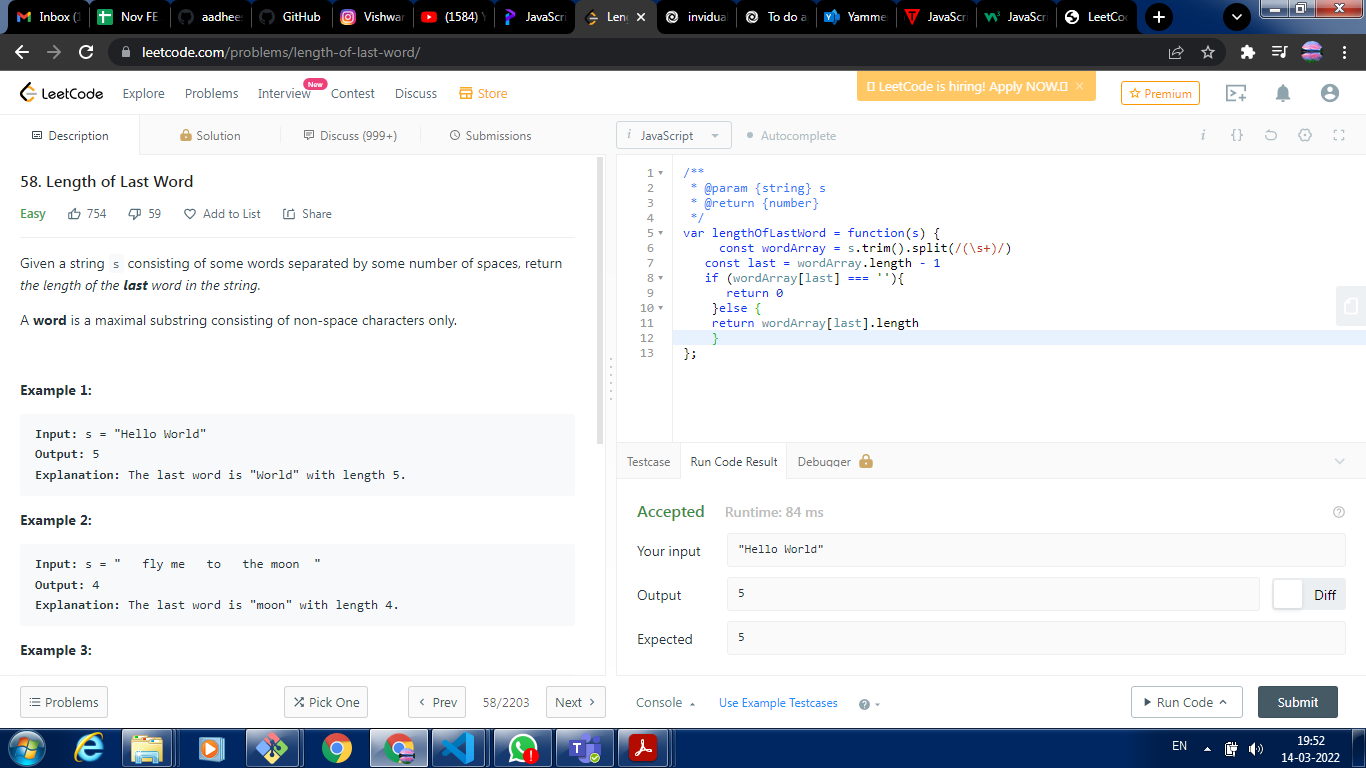 Inbox (1
Nov FE
aadhee
GitHub
Vishwar
(1584) Y
JavaScri
Len
invidua
To do a
Yamme
JavaScri
JavaScri
LeetCo
leetcode.com/problems/length-of-last-word/
LeetCode
Explore
Problems
Interview
New
Contest
Discuss
Store
LeetCode is hiring! Apply NOW.
Premium
Description
Solution
Discuss (999+)
Submissions
i JavaScript
Autocomplete
58. Length of Last Word
Easy
754
59
Add to List
Share
Given a string s consisting of some words separated by some number of spaces, return
the length of the last word in the string.
A word is a maximal substring consisting of non-space characters only.
Example 1:
Input: s = "Hello World"
Output: 5
Explanation: The last word is "World" with length 5.
Example 2:
Input: s = "   fly me   to   the moon  "
Output: 4
Explanation: The last word is "moon" with length 4.
Example 3:
Problems
Pick One
Prev
58/2203
Next
1 /**
2  * @param {string} s
3  * @return {number}
4  */
5 var lengthOfLastWord = function(s) {
6      const wordArray = s.trim().split(/(\s+)/)
7    const last = wordArray.length - 1
8    if (wordArray[last] === ''){
9       return 0
10     }else {
11     return wordArray[last].length
12     }
13 };
Testcase
Run Code Result
Debugger
Accepted
Runtime: 84 ms
Your input
"Hello World"
Output
5
Diff
Expected
5
Console
Use Example Testcases
Run Code
Submit
EN
19:52
14-03-2022